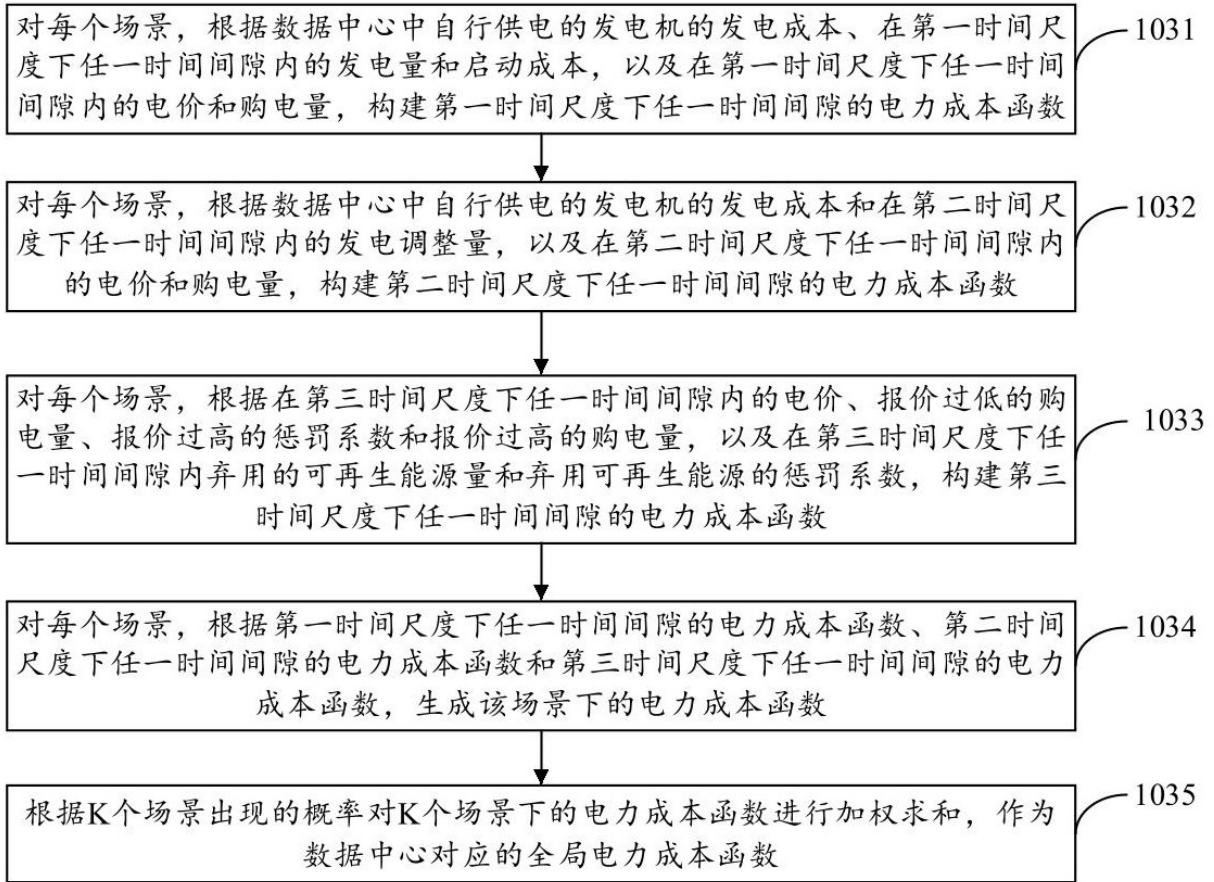 对每个场景，根据数据中心中自行供电的发电机的发电成本、在第一时间尺
度下任一时间间隙内的发电量和启动成本，以及在第一时间尺度下任一时间
间隙内的电价和购电量，构建第一时间尺度下任一时间间隙的电力成本函数
1031
对每个场景，根据数据中心中自行供电的发电机的发电成本和在第二时间尺
度下任一时间间隙内的发电调整量，以及在第二时间尺度下任一时间间隙内
的电价和购电量，构建第二时间尺度下任一时间间隙的电力成本函数
1032
对每个场景，根据在第三时间尺度下任一时间间隙内的电价、报价过低的购
电量、报价过高的惩罚系数和报价过高的购电量，以及在第三时间尺度下任
一时间间隙内弃用的可再生能源量和弃用可再生能源的惩罚系数，构建第三
时间尺度下任一时间间隙的电力成本函数
1033
对每个场景，根据第一时间尺度下任一时间间隙的电力成本函数、第二时间
尺度下任一时间间隙的电力成本函数和第三时间尺度下任一时间间隙的电力
成本函数，生成该场景下的电力成本函数
1034
根据K个场景出现的概率对K个场景下的电力成本函数进行加权求和，作为
数据中心对应的全局电力成本函数
1035